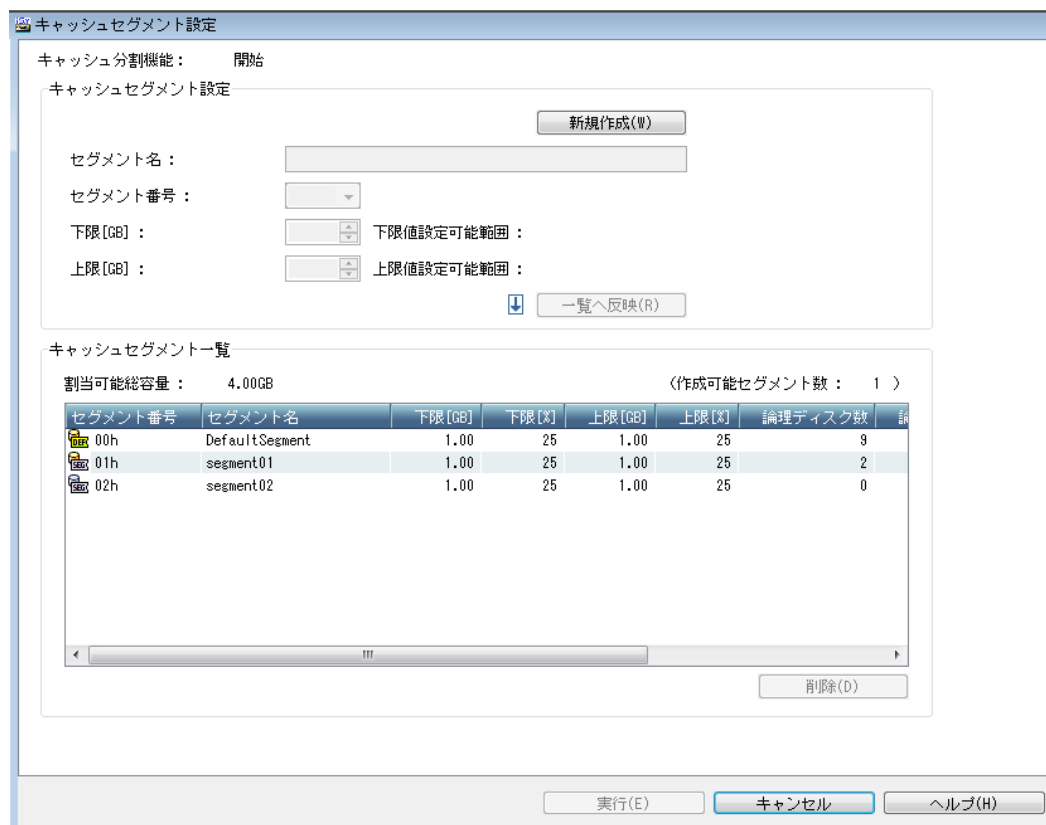 キャッシュセグメント設定
キャッシュ分割機能： 開始
キャッシュセグメント設定
新規作成(W)
セグメント名：
セグメント番号：
下限[GB]： 下限値設定可能範囲：
上限[GB]： 上限値設定可能範囲：
一覧へ反映(R)
キャッシュセグメント一覧
割当可能総容量： 4.00GB （作成可能セグメント数： 1 ）
セグメント番号 セグメント名 下限[GB] 下限[%] 上限[GB] 上限[%] 論理ディスク数
00h DefaultSegment 1.00 25 1.00 25 9
01h segment01 1.00 25 1.00 25 2
02h segment02 1.00 25 1.00 25 0
削除(D)
実行(E) キャンセル ヘルプ(H)